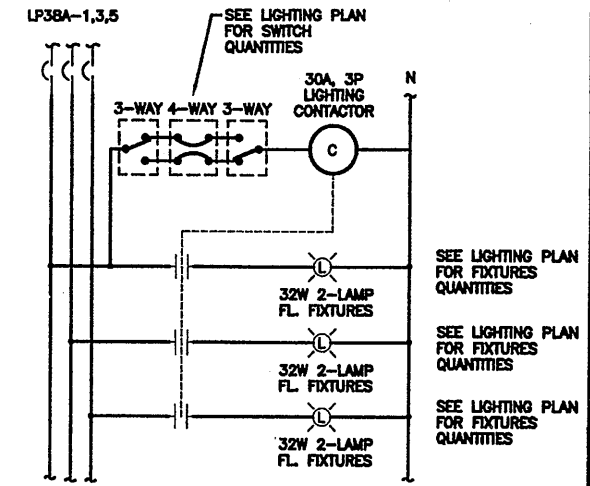 LP38A-1,3,5
SEE LIGHTING PLAN
FOR SWITCH
QUANTITIES
30A, 3P
LIGHTING
CONTACTOR
N
3-WAY 4-WAY 3-WAY
C
L
32W 2-LAMP
FL. FIXTURES
SEE LIGHTING PLAN
FOR FIXTURES
QUANTITIES
L
32W 2-LAMP
FL. FIXTURES
SEE LIGHTING PLAN
FOR FIXTURES
QUANTITIES
L
32W 2-LAMP
FL. FIXTURES
SEE LIGHTING PLAN
FOR FIXTURES
QUANTITIES